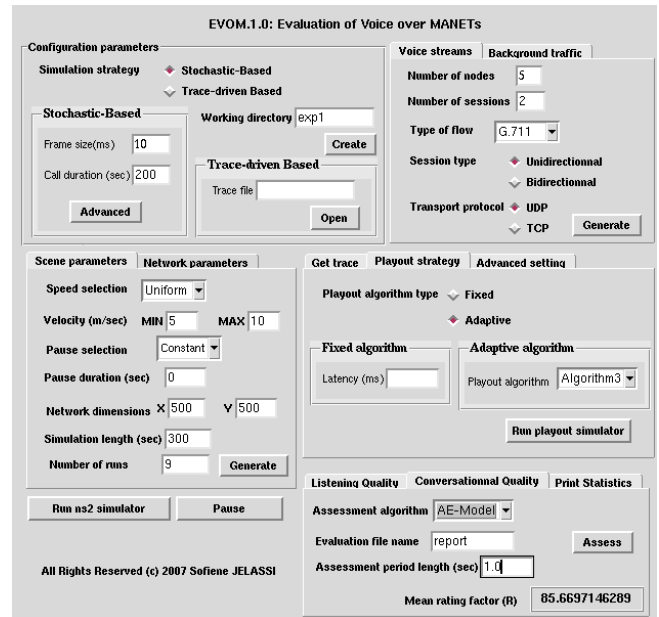 EVOM.1.0: Evaluation of Voice over MANETs
Configuration parameters
Simulation strategy
Stochastic-Based
Trace-driven Based
Stochastic-Based
Frame size(ms) 10
Call duration (sec) 200
Advanced
Working directory exp1
Create
Trace-driven Based
Trace file
Open
Voice streams
Background traffic
Number of nodes 5
Number of sessions 2
Type of flow G.711
Session type
Unidirectionnal
Bidirectionnal
Transport protocol
UDP
TCP
Generate
Scene parameters
Network parameters
Speed selection Uniform
Velocity (m/sec) MIN 5 MAX 10
Pause selection Constant
Pause duration (sec) 0
Network dimensions X 500 Y 500
Simulation length (sec) 300
Number of runs 9
Generate
Get trace
Playout strategy
Advanced setting
Playout algorithm type
Fixed
Adaptive
Fixed algorithm
Latency (ms)
Adaptive algorithm
Playout algorithm Algorithm3
Run playout simulator
Run ns2 simulator
Pause
All Rights Reserved (c) 2007 Sofiene JELASSI
Listening Quality
Conversationnal Quality
Print Statistics
Assessment algorithm AE-Model
Evaluation file name report
Assess
Assessment period length (sec) 1.0
Mean rating factor (R) 85.6697146289